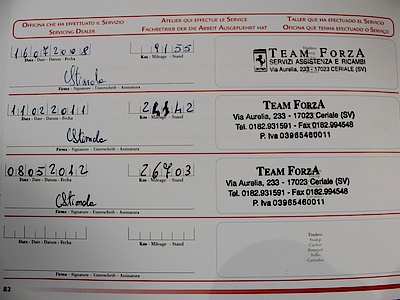 OFFICINA CHE HA EFFETTUATO IL SERVIZIO
SERVICING DEALER
ATELIER QUI EFFECTUE LE SERVICE
FACHBETRIEB DER DIE ARBEIT AUSGEFUEHRT HAT
TALLER QUE HA EFECTUADO EL SERVICIO
OFICINA QUE TENHA EFETUADO O SERVIÇO
16072008
9155
Data - Date - Datum - Fecha
Km - Mileage - Stand
Firma - Signature - Unterschrift - Assinatura
TEAM FORZA
SERVIZI ASSISTENZA E RICAMBI
Via Aurelia, 233 - 17023 CERIALE (SV)
11022011
Data - Date - Datum - Fecha
Km - Mileage - Stand
Firma - Signature - Unterschrift - Assinatura
TEAM FORZA
Via Aurelia, 233 - 17023 Ceriale (SV)
Tel. 0182.931591 - Fax 0182.994548
P. Iva 03965460011
08052012
26703
Data - Date - Datum - Fecha
Km - Mileage - Stand
Firma - Signature - Unterschrift - Assinatura
TEAM FORZA
Via Aurelia, 233 - 17023 Ceriale (SV)
Tel. 0182.931591 - Fax 0182.994548
P. Iva 03965460011
Data - Date - Datum - Fecha
Km - Mileage - Stand
Firma - Signature - Unterschrift - Assinatura
Timbro
Stamp
Cachet
Stempel
Sello
Carimbo
82